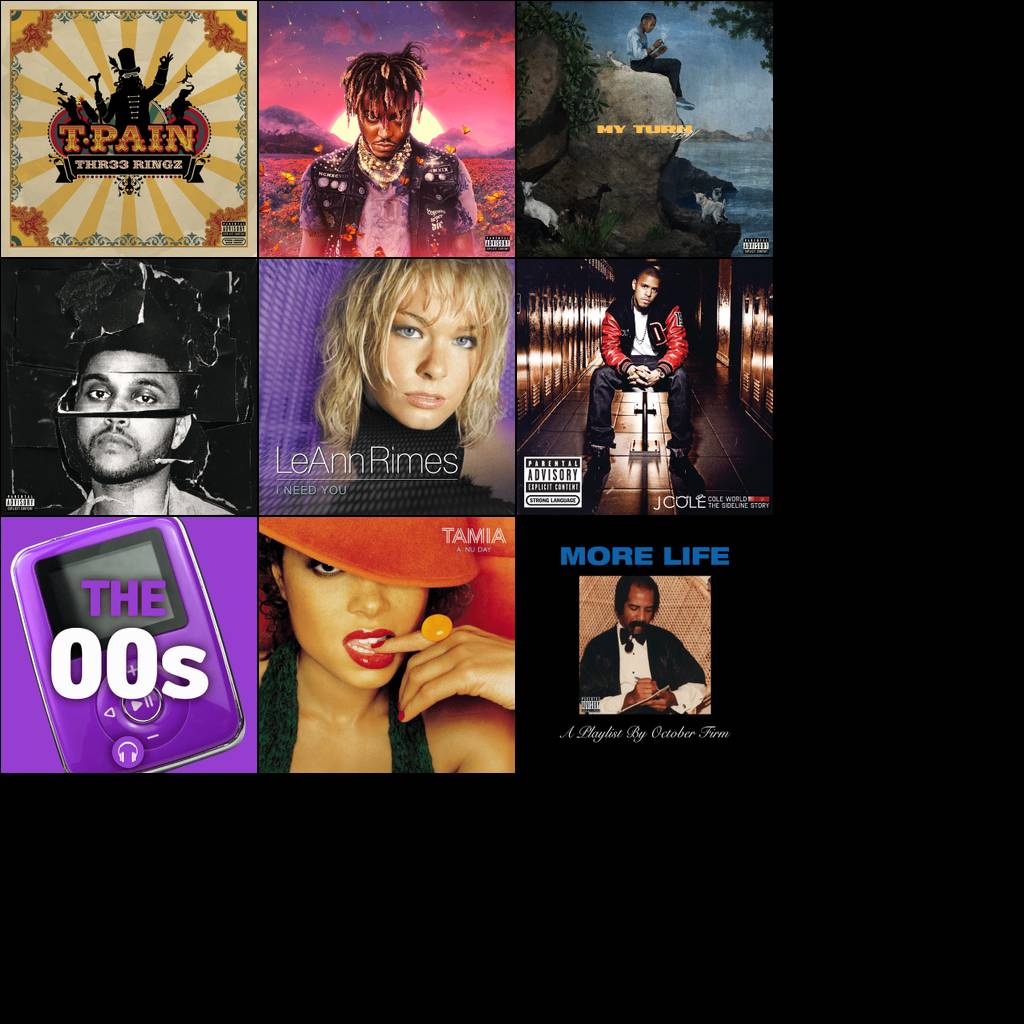 T-PAIN
THR33 RINGZ
PARENTAL
ADVISORY
EXPLICIT CONTENT
MCMXCVIII
PARENTAL
ADVISORY
EXPLICIT CONTENT
MY TURN
PARENTAL
ADVISORY
EXPLICIT CONTENT
PARENTAL
ADVISORY
EXPLICIT CONTENT
LeAnn Rimes
I NEED YOU
PARENTAL
ADVISORY
EXPLICIT CONTENT
STRONG LANGUAGE
J COLE COLE WORLD
THE SIDELINE STORY
THE
00s
TAMIA
A NU DAY
MORE LIFE
PARENTAL
ADVISORY
EXPLICIT CONTENT
A Playlist By October Firm